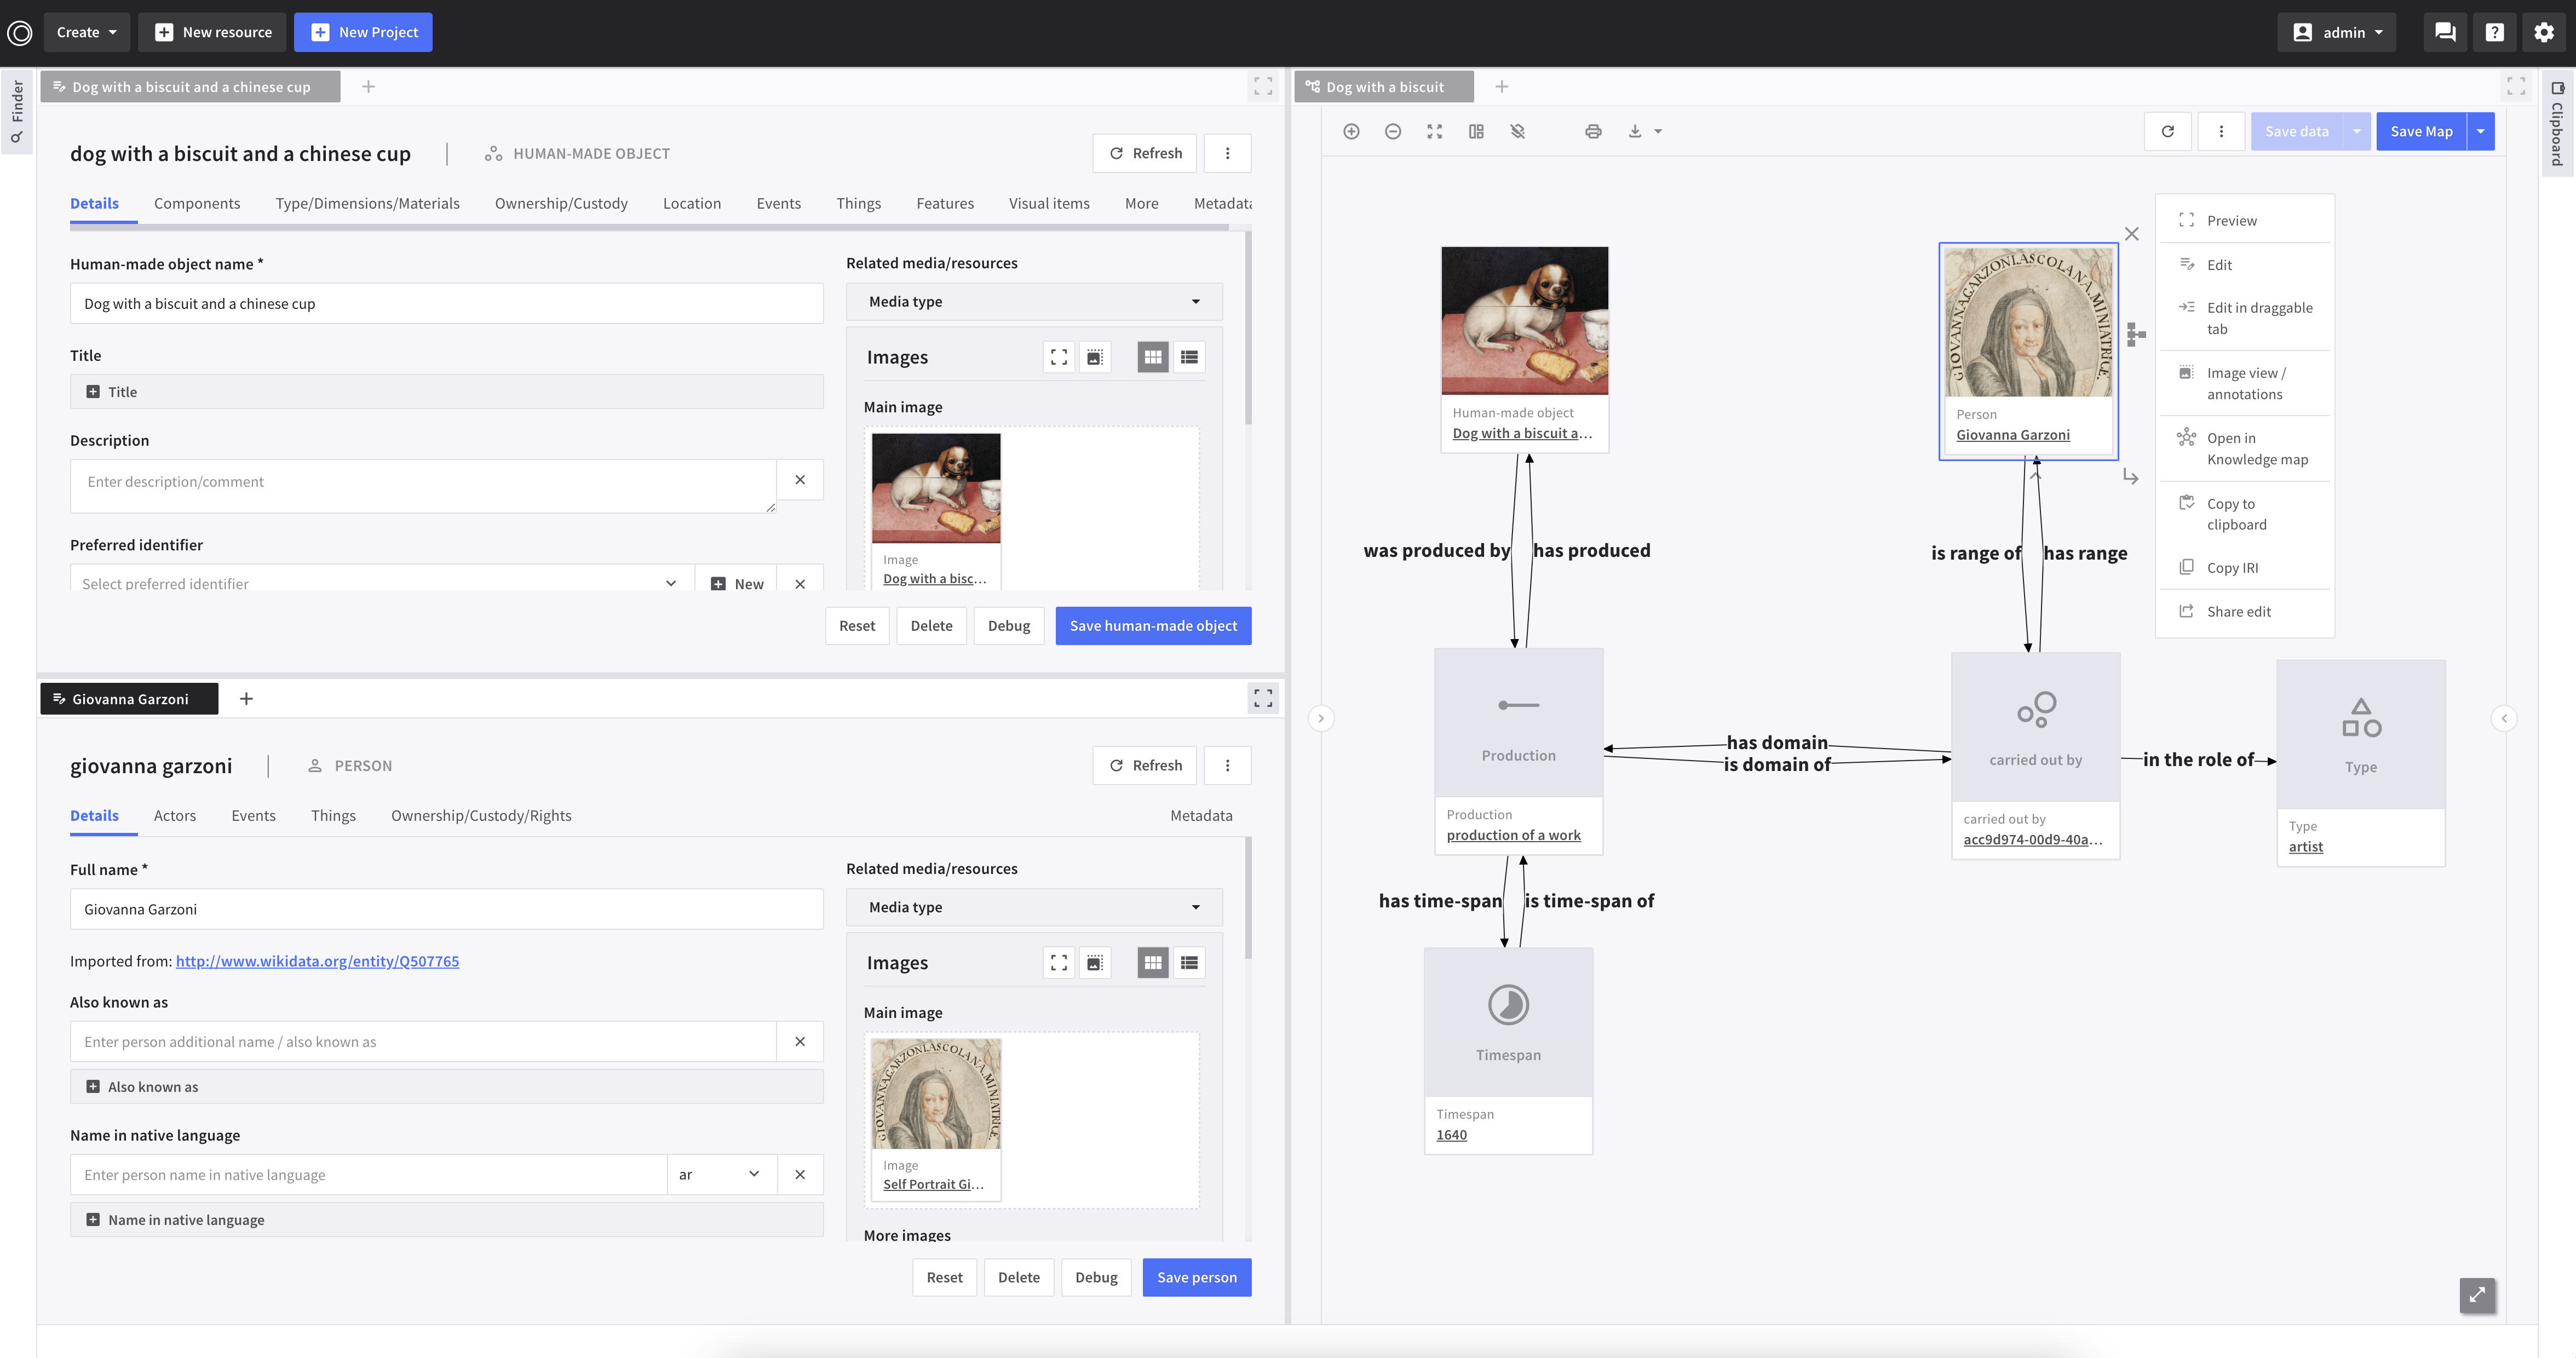 Create
New resource
New Project
admin
Finder
Dog with a biscuit and a chinese cup
dog with a biscuit and a chinese cup
HUMAN-MADE OBJECT
Refresh
Details
Components
Type/Dimensions/Materials
Ownership/Custody
Location
Events
Things
Features
Visual items
More
Metadata
Human-made object name *
Dog with a biscuit and a chinese cup
Title
Title
Description
Enter description/comment
Preferred identifier
Select preferred identifier
New
Related media/resources
Media type
Images
Main image
Image
Dog with a bisc...
Reset
Delete
Debug
Save human-made object
Giovanna Garzoni
giovanna garzoni
PERSON
Refresh
Details
Actors
Events
Things
Ownership/Custody/Rights
Metadata
Full name *
Giovanna Garzoni
Imported from: http://www.wikidata.org/entity/Q507765
Also known as
Enter person additional name / also known as
Also known as
Name in native language
Enter person name in native language
ar
Name in native language
Related media/resources
Media type
Images
Main image
GIOVANNA GARZONI ASCOLANA MINIATRICE
Image
Self Portrait Gi...
More images
Reset
Delete
Debug
Save person
Dog with a biscuit
Save data
Save Map
Human-made object
Dog with a biscuit a...
GIOVANNA GARZONI ASCOLANA MINIATRICE
Person
Giovanna Garzoni
Preview
Edit
Edit in draggable
tab
Image view /
annotations
Open in
Knowledge map
Copy to
clipboard
Copy IRI
Share edit
was produced by
has produced
is range of
has range
Production
Production
production of a work
has domain
is domain of
carried out by
carried out by
acc9d974-00d9-40a...
in the role of
Type
Type
artist
has time-span
is time-span of
Timespan
Timespan
1640
Clipboard